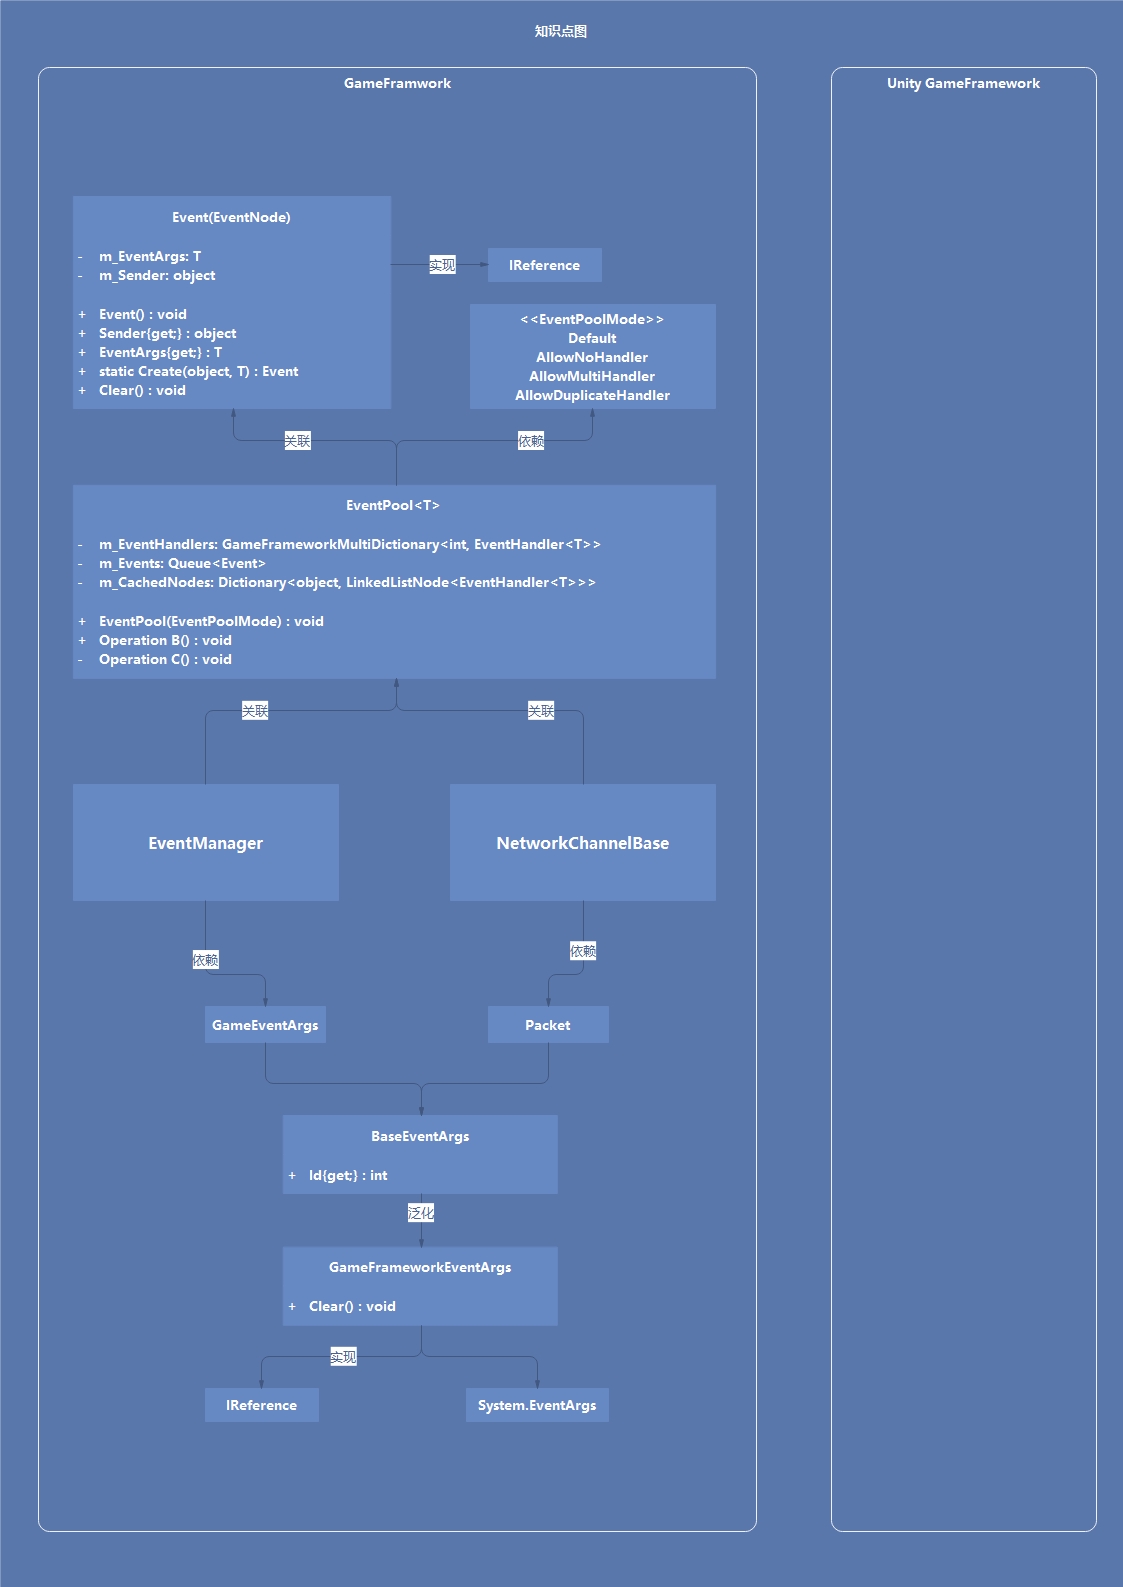 知识点图
GameFramwork
Unity GameFramework
Event(EventNode)
- m_EventArgs: T
- m_Sender: object
+ Event() : void
+ Sender{get;} : object
+ EventArgs{get;} : T
+ static Create(object, T) : Event
+ Clear() : void
实现
IReference
<<EventPoolMode>>
Default
AllowNoHandler
AllowMultiHandler
AllowDuplicateHandler
关联
依赖
EventPool<T>
- m_EventHandlers: GameFrameworkMultiDictionary<int, EventHandler<T>>
- m_Events: Queue<Event>
- m_CachedNodes: Dictionary<object, LinkedListNode<EventHandler<T>>>
+ EventPool(EventPoolMode) : void
+ Operation B() : void
- Operation C() : void
关联
关联
EventManager
NetworkChannelBase
依赖
依赖
GameEventArgs
Packet
BaseEventArgs
+ Id{get;} : int
泛化
GameFrameworkEventArgs
+ Clear() : void
实现
IReference
System.EventArgs